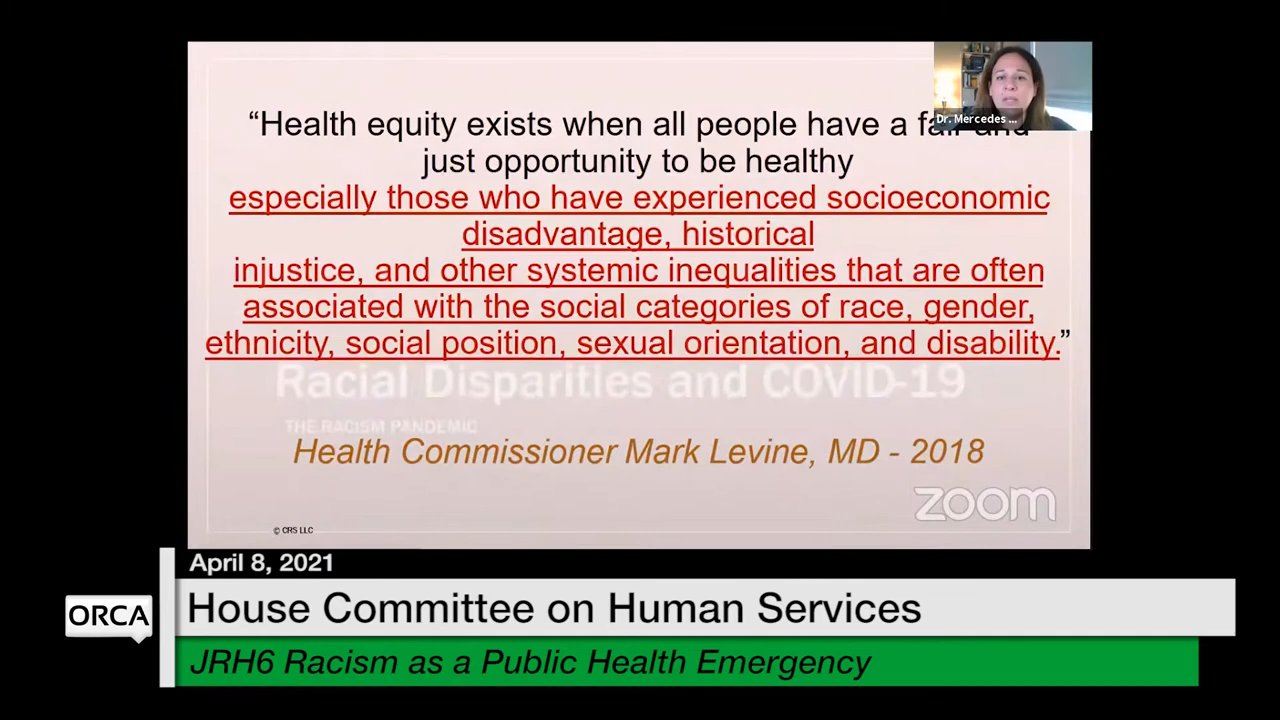 “Health equity exists when all people have a fair and
just opportunity to be healthy
especially those who have experienced socioeconomic
disadvantage, historical
injustice, and other systemic inequalities that are often
associated with the social categories of race, gender,
ethnicity, social position, sexual orientation, and disability.”
Dr. Mercedes ...
Racial Disparities and COVID-19
THE RACISM PANDEMIC
Health Commissioner Mark Levine, MD - 2018
zoom
© CRS LLC
April 8, 2021
ORCA
House Committee on Human Services
JRH6 Racism as a Public Health Emergency